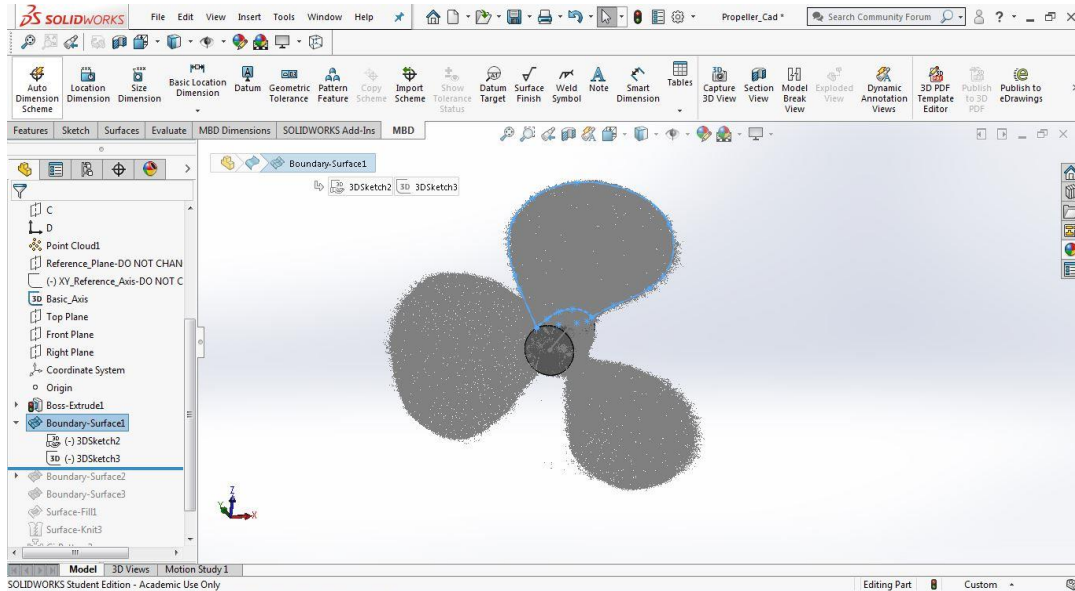 SOLIDWORKS File Edit View Insert Tools Window Help Propeller_Cad * Search Community Forum
Auto Dimension Scheme
Location Dimension
Size Dimension
Basic Location Dimension
Datum
Geometric Tolerance
Pattern Feature
Copy Scheme
Import Scheme
Show Tolerance Status
Datum Target
Surface Finish
Weld Symbol
Note
Smart Dimension
Tables
Capture 3D View
Section View
Model Break View
Exploded View
Dynamic Annotation Views
3D PDF Template Editor
Publish to 3D PDF
Publish to eDrawings
Features Sketch Surfaces Evaluate MBD Dimensions SOLIDWORKS Add-Ins MBD
Boundary-Surface1
3DSketch2 3D 3DSketch3
C
D
Point Cloud1
Reference_Plane-DO NOT CHAN
(-) XY_Reference_Axis-DO NOT C
3D Basic_Axis
Top Plane
Front Plane
Right Plane
Coordinate System
Origin
Boss-Extrude1
Boundary-Surface1
(-) 3DSketch2
3D (-) 3DSketch3
Boundary-Surface2
Boundary-Surface3
Surface-Fill1
Surface-Knit3
Z
Y X
Model 3D Views Motion Study 1
SOLIDWORKS Student Edition - Academic Use Only Editing Part Custom